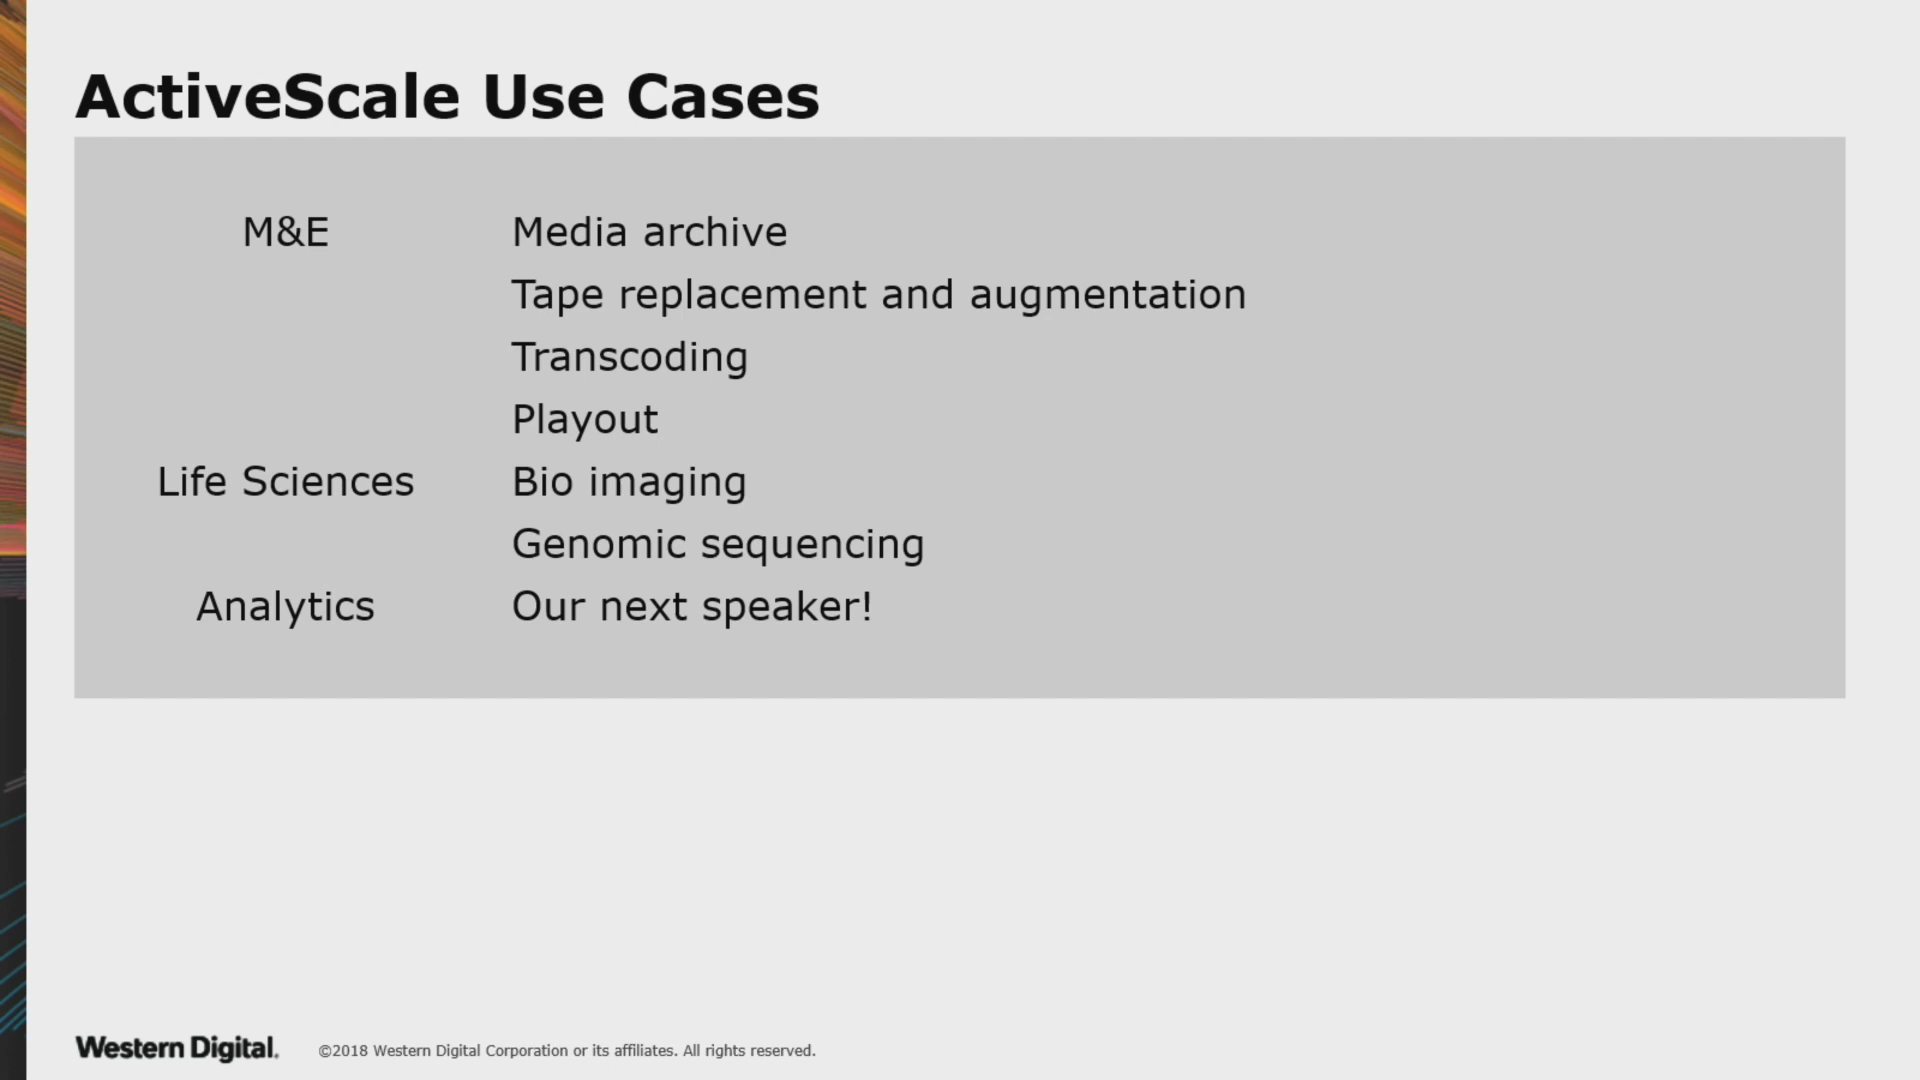 ActiveScale Use Cases
M&E Media archive
Tape replacement and augmentation
Transcoding
Playout
Life Sciences Bio imaging
Genomic sequencing
Analytics Our next speaker!
Western Digital. ©2018 Western Digital Corporation or its affiliates. All rights reserved.